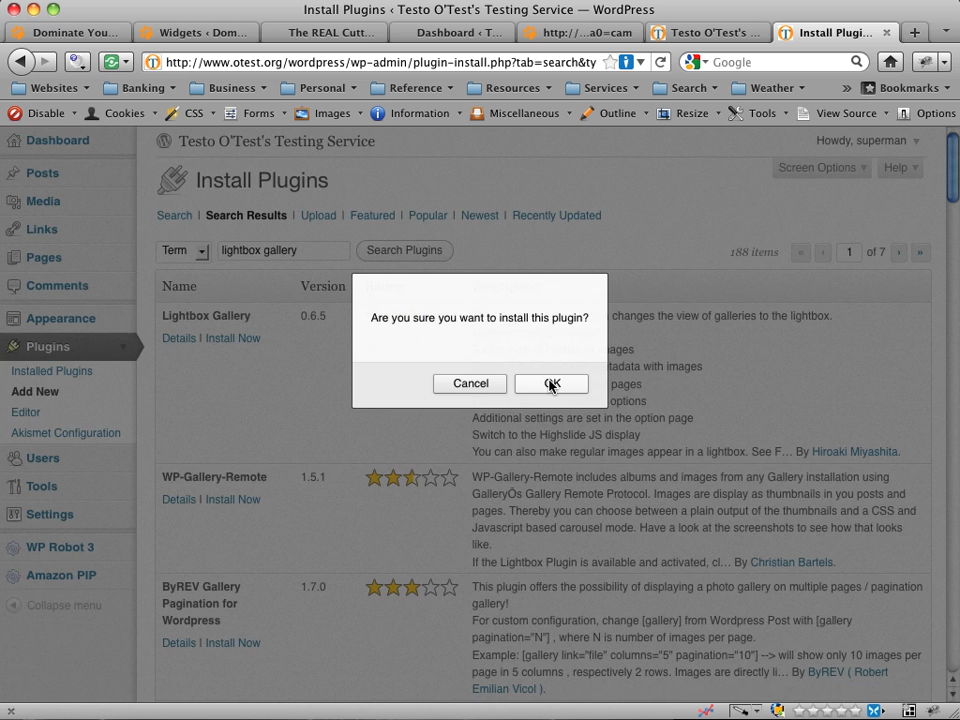 Install Plugins ‹ Testo O'Test's Testing Service — WordPress
Dominate You...
Widgets ‹ Dom...
The REAL Cutt...
Dashboard ‹ T...
http://...a0=cam
Testo O'Test's ...
Install Plugi...
http://www.otest.org/wordpress/wp-admin/plugin-install.php?tab=search&ty
Google
Websites
Banking
Business
Personal
Reference
Resources
Services
Search
Weather
»
Bookmarks
Disable
Cookies
CSS
Forms
Images
Information
Miscellaneous
Outline
Resize
Tools
View Source
Options
Dashboard
Posts
Media
Links
Pages
Comments
Appearance
Plugins
Installed Plugins
Add New
Editor
Akismet Configuration
Users
Tools
Settings
WP Robot 3
Amazon PIP
Collapse menu
Testo O'Test's Testing Service
Howdy, superman
Install Plugins
Screen Options
Help
Search | Search Results | Upload | Featured | Popular | Newest | Recently Updated
Term
lightbox gallery
Search Plugins
188 items « ‹ 1 of 7 › »
Name
Version
Are you sure you want to install this plugin?
Cancel
OK
Lightbox Gallery
0.6.5
changes the view of galleries to the lightbox.
Details | Install Now
images
tadata with images
pages
options
Additional settings are set in the option page
Switch to the Highslide JS display
You can also make regular images appear in a lightbox. See F... By Hiroaki Miyashita.
WP-Gallery-Remote
1.5.1
Details | Install Now
WP-Gallery-Remote includes albums and images from any Gallery installation using
GalleryÕs Gallery Remote Protocol. Images are display as thumbnails in you posts and
pages. Thereby you can choose between a plain output of the thumbnails and a CSS and
Javascript based carousel mode. Have a look at the screenshots to see how that looks
like.
If the Lightbox Plugin is available and activated, cl... By Christian Bartels.
ByREV Gallery
Pagination for
Wordpress
1.7.0
Details | Install Now
This plugin offers the possibility of displaying a photo gallery on multiple pages / pagination
gallery!
For custom configuration, change [gallery] from Wordpress Post with [gallery
pagination="N"] , where N is number of images per page.
Example: [gallery link="file" columns="5" pagination="10"] --> will show only 10 images per
page in 5 columns , respectively 2 rows. Images are directly li... By ByREV ( Robert
Emilian Vicol ).